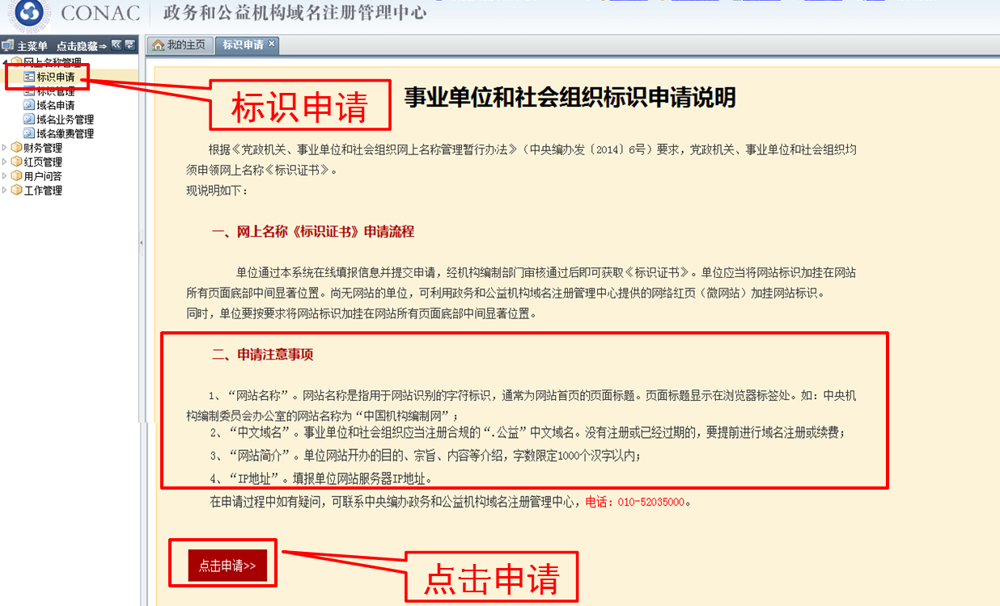 CONAC 政务和公益机构域名注册管理中心
主菜单 点击隐藏⇒
我的主页 标识申请 ×
网上名称管理
标识申请
标识管理
域名申请
域名业务管理
域名缴费管理
财务管理
红页管理
用户问答
工作管理
标识申请
事业单位和社会组织标识申请说明
根据《党政机关、事业单位和社会组织网上名称管理暂行办法》（中央编办发〔2014〕6号）要求，党政机关、事业单位和社会组织均
须申领网上名称《标识证书》。
现说明如下：
一、网上名称《标识证书》申请流程
单位通过本系统在线填报信息并提交申请，经机构编制部门审核通过后即可获取《标识证书》。单位应当将网站标识加挂在网站
所有页面底部中间显著位置。尚无网站的单位，可利用政务和公益机构域名注册管理中心提供的网络红页（微网站）加挂网站标识。
同时，单位要按要求将网站标识加挂在网站所有页面底部中间显著位置。
二、申请注意事项
1、“网站名称”。网站名称是指用于网站识别的字符标识，通常为网站首页的页面标题。页面标题显示在浏览器标签处。如：中央机
构编制委员会办公室的网站名称为“中国机构编制网”；
2、“中文域名”。事业单位和社会组织应当注册合规的“.公益”中文域名。没有注册或已经过期的，要提前进行域名注册或续费；
3、“网站简介”。单位网站开办的目的、宗旨、内容等介绍，字数限定1000个汉字以内；
4、“IP地址”。填报单位网站服务器IP地址。
在申请过程中如有疑问，可联系中央编办政务和公益机构域名注册管理中心，电话：010-52035000。
点击申请>>
点击申请